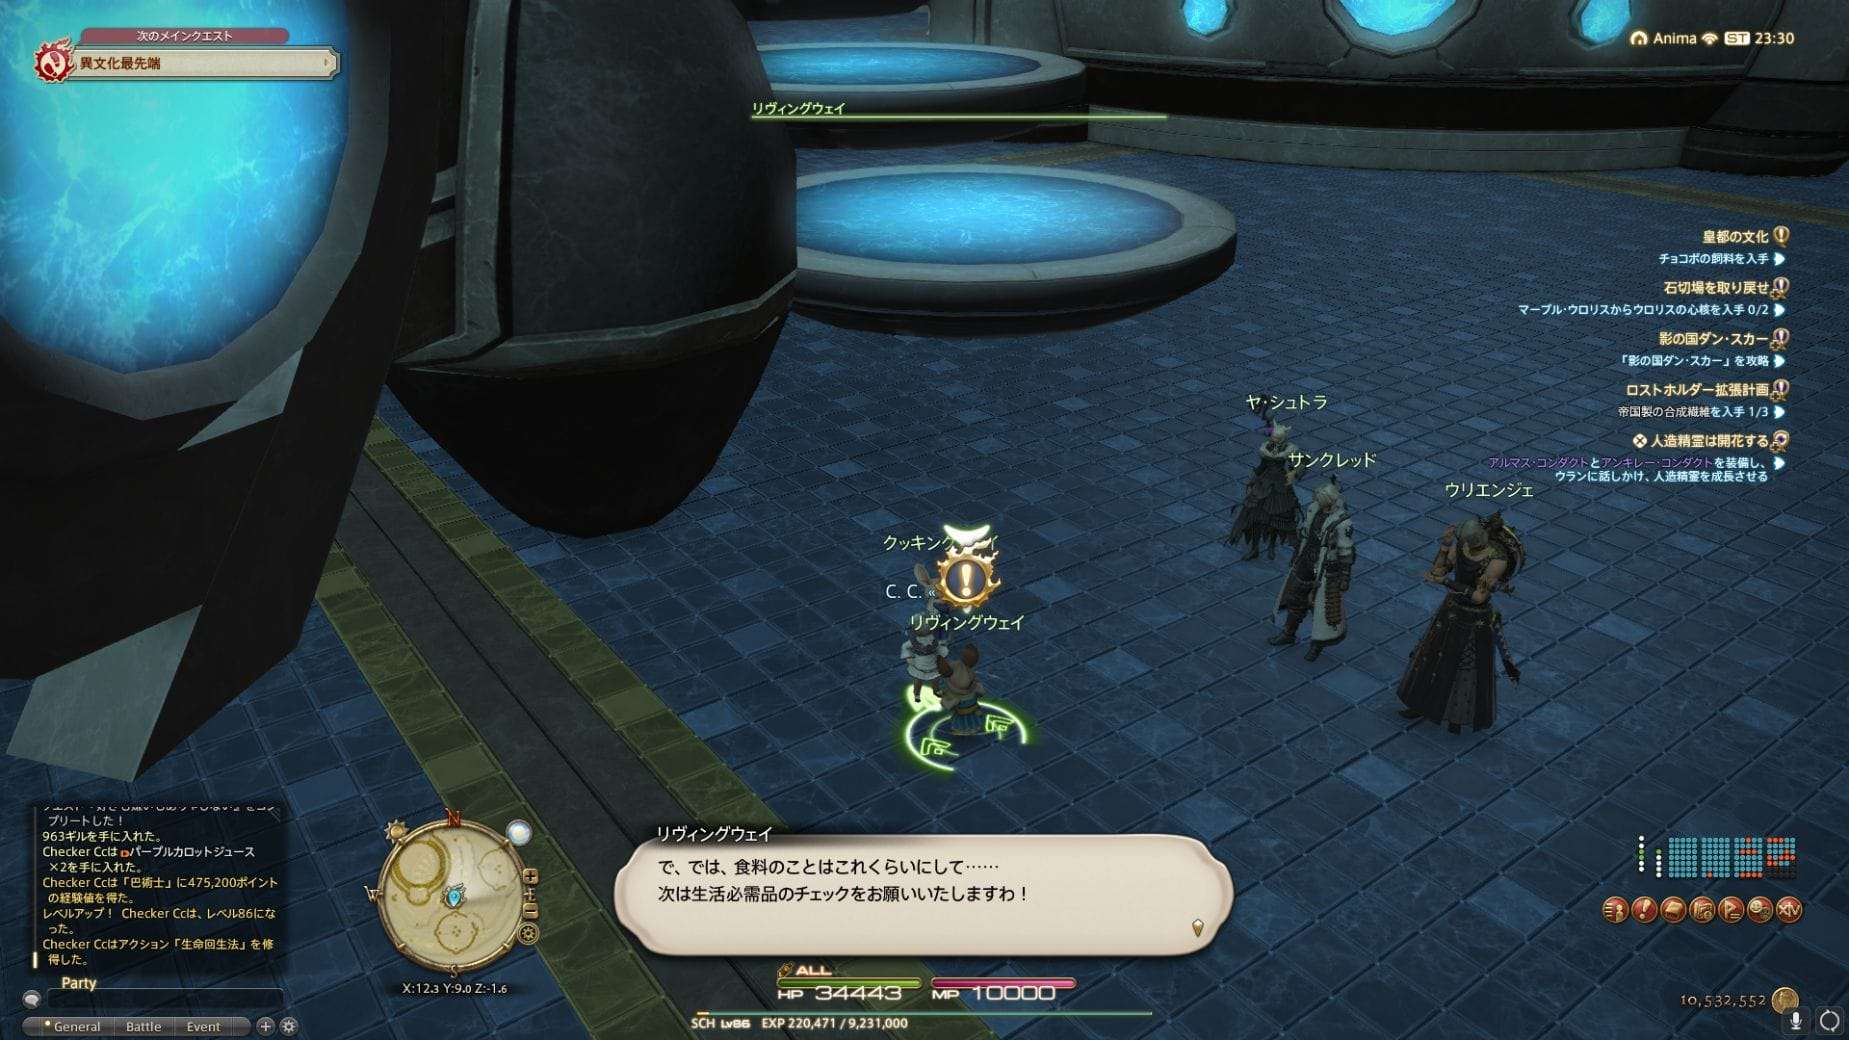 次のメインクエスト
異文化最先端
Anima ST 23:30
リヴィングウェイ
皇都の文化
チョコボの飼料を入手
石切場を取り戻せ
マーブル・ウロリスからウロリスの心核を入手 0/2
影の国ダン・スカー
「影の国ダン・スカー」を攻略
ロストホルダー拡張計画
帝国製の合成繊維を入手 1/3
人造精霊は開花する
アルマス・コンダクトとアンキレー・コンダクトを装備し、
ウランに話しかけ、人造精霊を成長させる
ヤ・シュトラ
サンクレッド
ウリエンジェ
クッキング
C. C. «
リヴィングウェイ
プリートした！
963ギルを手に入れた。
Checker Ccはパープルカロットジュース
×2を手に入れた。
Checker Ccは「巴術士」に475,200ポイント
の経験値を得た。
レベルアップ！ Checker Ccは、レベル86にな
った。
Checker Ccはアクション「生命回生法」を修
得した。
Party
General Battle Event
N
W
S
X:12.3 Y:9.0 Z:-1.6
リヴィングウェイ
で、では、食料のことはこれくらいにして……
次は生活必需品のチェックをお願いいたしますわ！
ALL
HP 34443 MP 10000
SCH Lv86 EXP 220,471 / 9,231,000
XIV
10,532,552